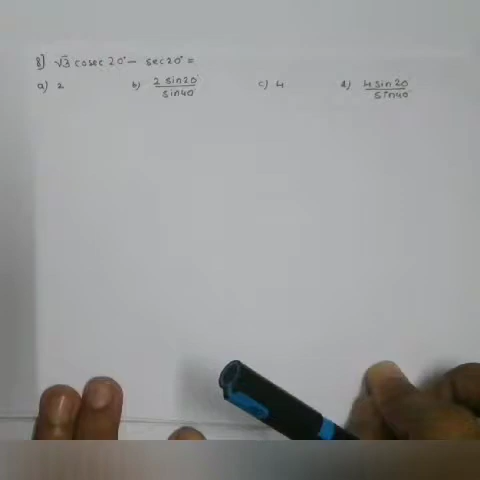 8] √3 cosec 20° - sec 20° =
a) 2 b) 2 sin20 / sin40 c) 4 d) 4 sin20 / sin40